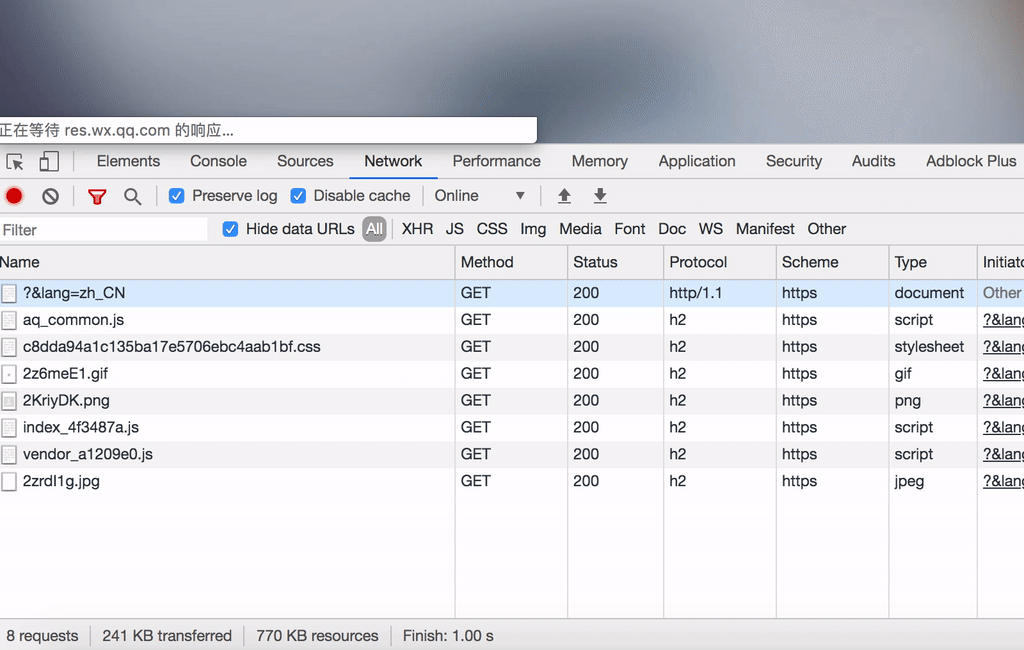 正在等待 res.wx.qq.com 的响应...
Elements Console Sources Network Performance Memory Application Security Audits Adblock Plus
Preserve log Disable cache Online
Filter Hide data URLs All XHR JS CSS Img Media Font Doc WS Manifest Other
Name Method Status Protocol Scheme Type Initiato
?&lang=zh_CN GET 200 http/1.1 https document Other
aq_common.js GET 200 h2 https script ?&lang
c8dda94a1c135ba17e5706ebc4aab1bf.css GET 200 h2 https stylesheet ?&lang
2z6meE1.gif GET 200 h2 https gif ?&lang
2KriyDK.png GET 200 h2 https png ?&lang
index_4f3487a.js GET 200 h2 https script ?&lang
vendor_a1209e0.js GET 200 h2 https script ?&lang
2zrdI1g.jpg GET 200 h2 https jpeg ?&lang
8 requests 241 KB transferred 770 KB resources Finish: 1.00 s